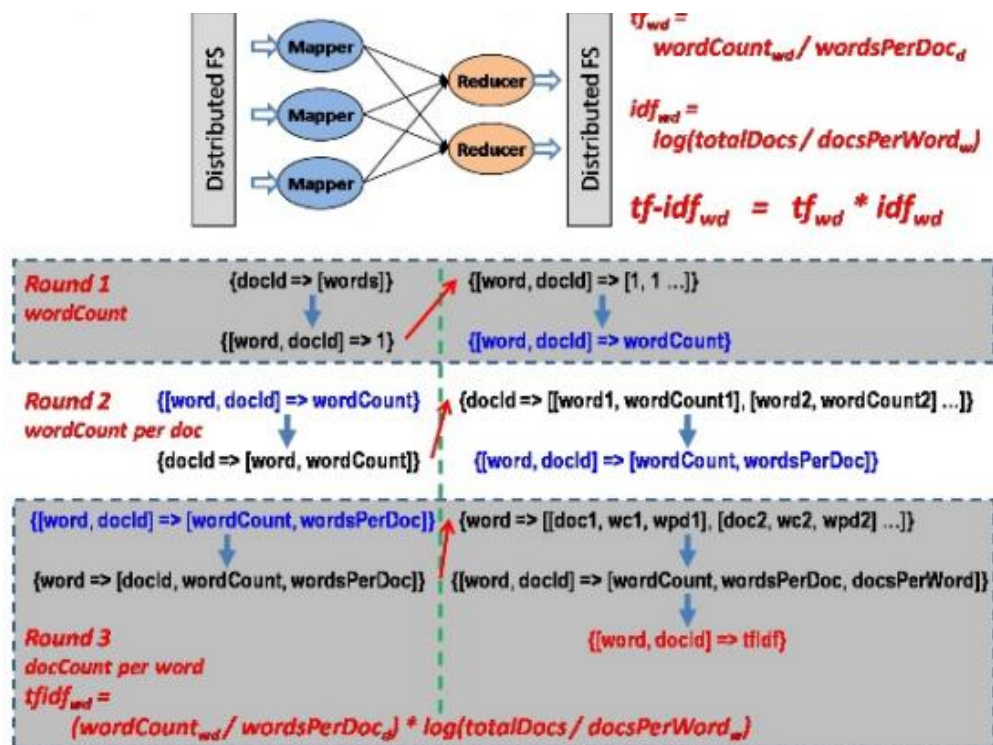 Distributed FS
Mapper
Mapper
Mapper
Reducer
Reducer
Distributed FS
tf_wd =
wordCount_wd / wordsPerDoc_d
idf_wd =
log(totalDocs / docsPerWord_w)
tf-idf_wd = tf_wd * idf_wd
Round 1
wordCount
{docId => [words]}
{[word, docId] => 1}
{[word, docId] => [1, 1 ...]}
{[word, docId] => wordCount}
Round 2
wordCount per doc
{[word, docId] => wordCount}
{docId => [word, wordCount]}
{docId => [[word1, wordCount1], [word2, wordCount2] ...]}
{[word, docId] => [wordCount, wordsPerDoc]}
{[word, docId] => [wordCount, wordsPerDoc]}
{word => [docId, wordCount, wordsPerDoc]}
{word => [[doc1, wc1, wpd1], [doc2, wc2, wpd2] ...]}
{[word, docId] => [wordCount, wordsPerDoc, docsPerWord]}
{[word, docId] => tfidf}
Round 3
docCount per word
tfidf_wd =
(wordCount_wd / wordsPerDoc_d) * log(totalDocs / docsPerWord_w)